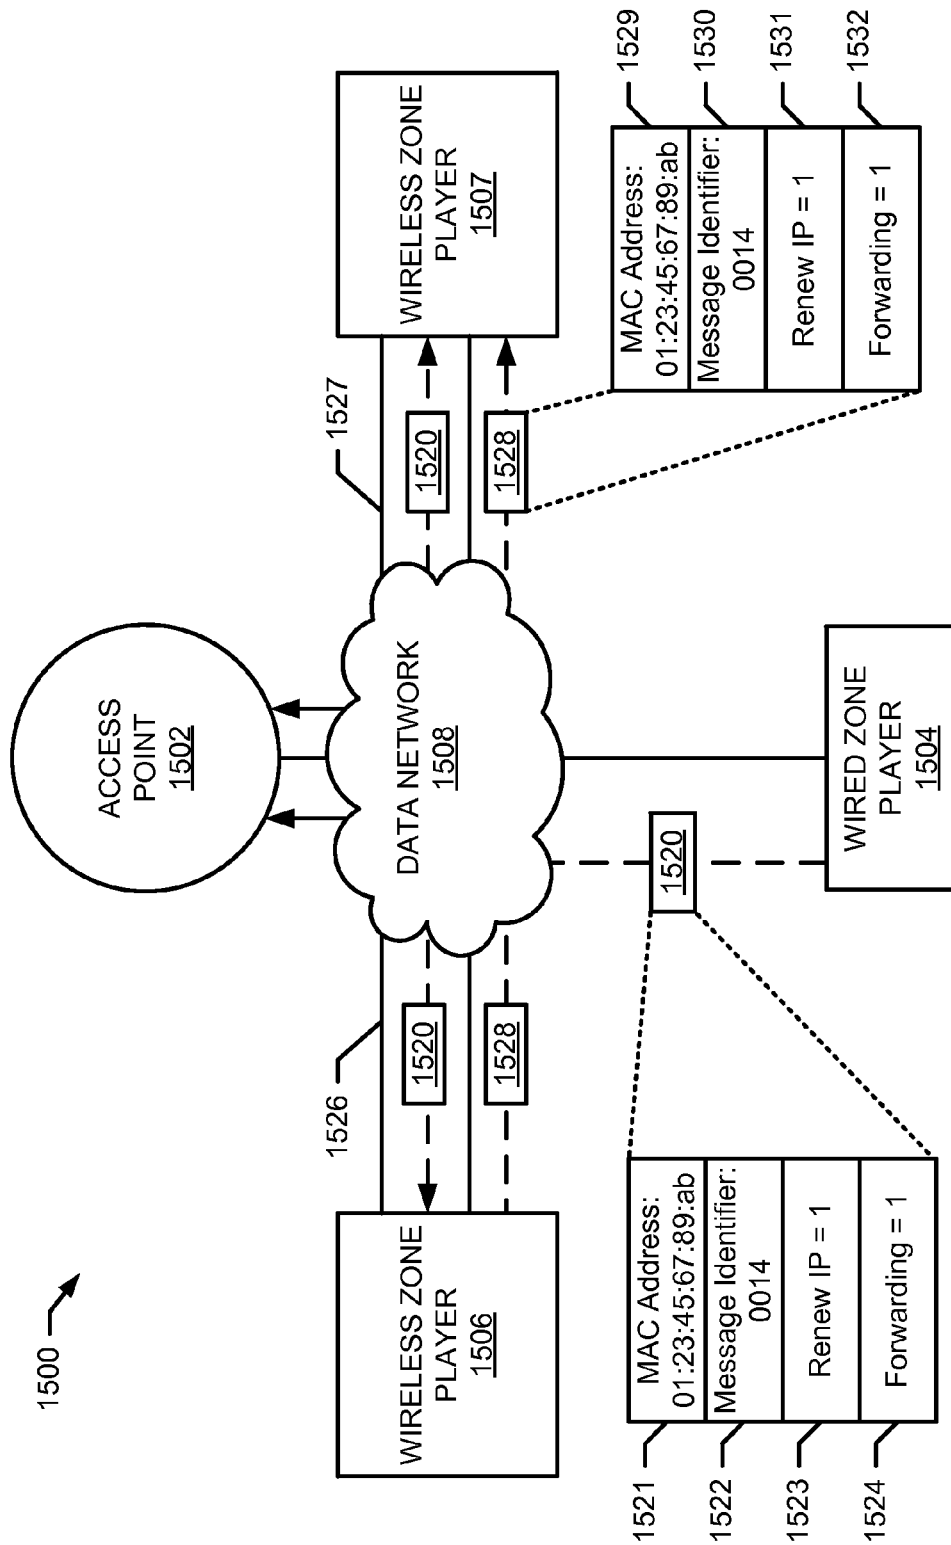 1500
ACCESS
POINT
1502
1526
1527
WIRELESS ZONE
PLAYER
1506
1520
1528
DATA NETWORK
1508
1520
1528
WIRELESS ZONE
PLAYER
1507
1520
WIRED ZONE
PLAYER
1504
1521
1522
1523
1524
MAC Address:
01:23:45:67:89:ab
Message Identifier:
0014
Renew IP = 1
Forwarding = 1
MAC Address:
01:23:45:67:89:ab
Message Identifier:
0014
Renew IP = 1
Forwarding = 1
1529
1530
1531
1532